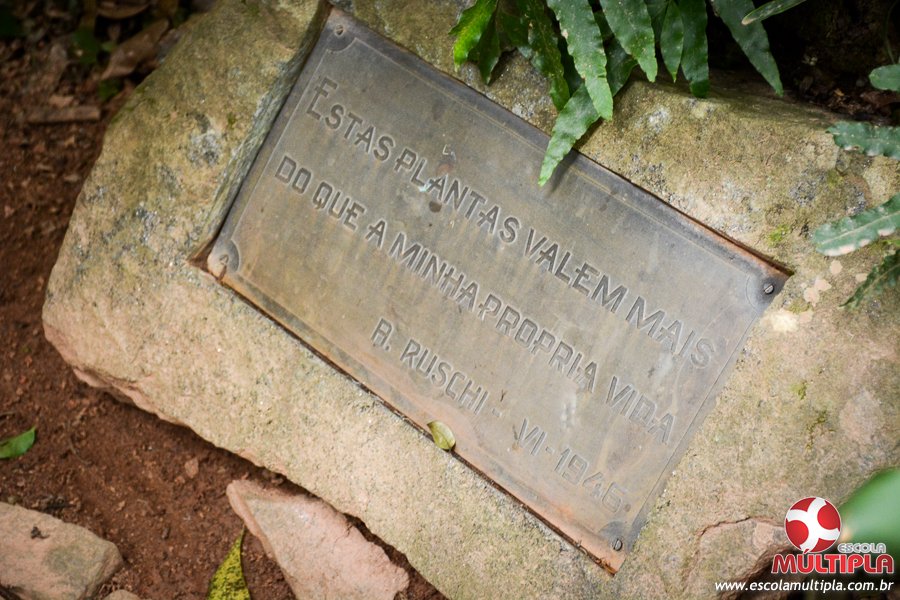 ESTAS PLANTAS VALEM MAIS
DO QUE A MINHA PROPRIA VIDA
B. RUSCHI - VI-1946
ESCOLA
MULTIPLA
www.escolamultipla.com.br